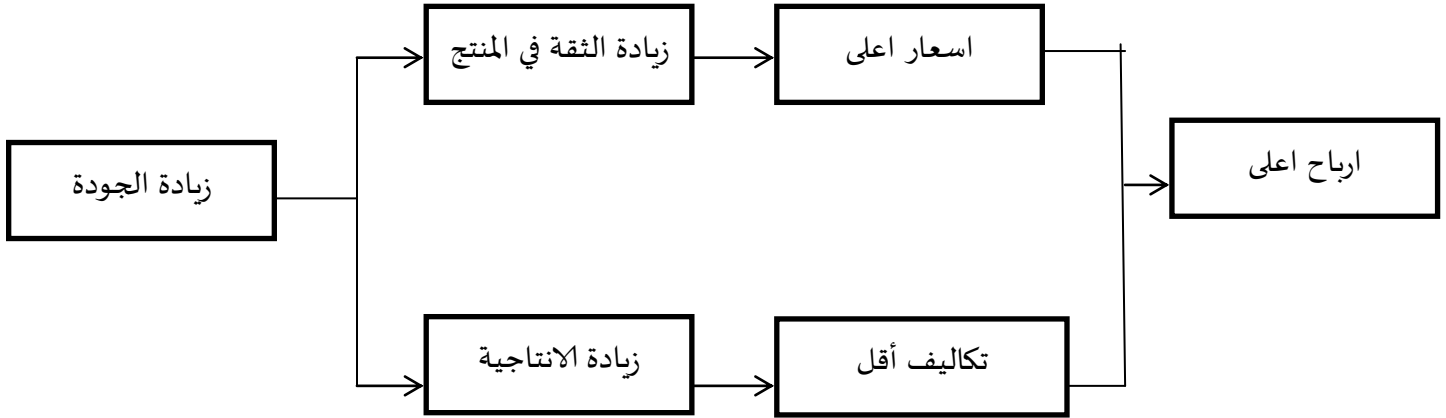 زيادة الجودة
زيادة الثقة في المنتج
اسعار اعلى
زيادة الانتاجية
تكاليف أقل
ارباح اعلى